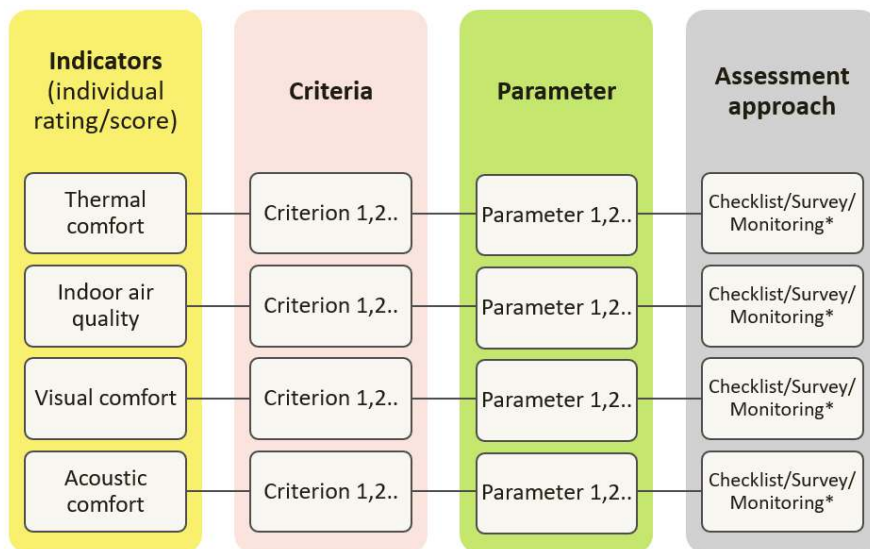 Indicators
(individual
rating/score)
Criteria
Parameter
Assessment
approach
Thermal
comfort
Criterion 1,2..
Parameter 1,2..
Checklist/Survey/
Monitoring*
Indoor air
quality
Criterion 1,2..
Parameter 1,2..
Checklist/Survey/
Monitoring*
Visual comfort
Criterion 1,2..
Parameter 1,2..
Checklist/Survey/
Monitoring*
Acoustic
comfort
Criterion 1,2..
Parameter 1,2..
Checklist/Survey/
Monitoring*